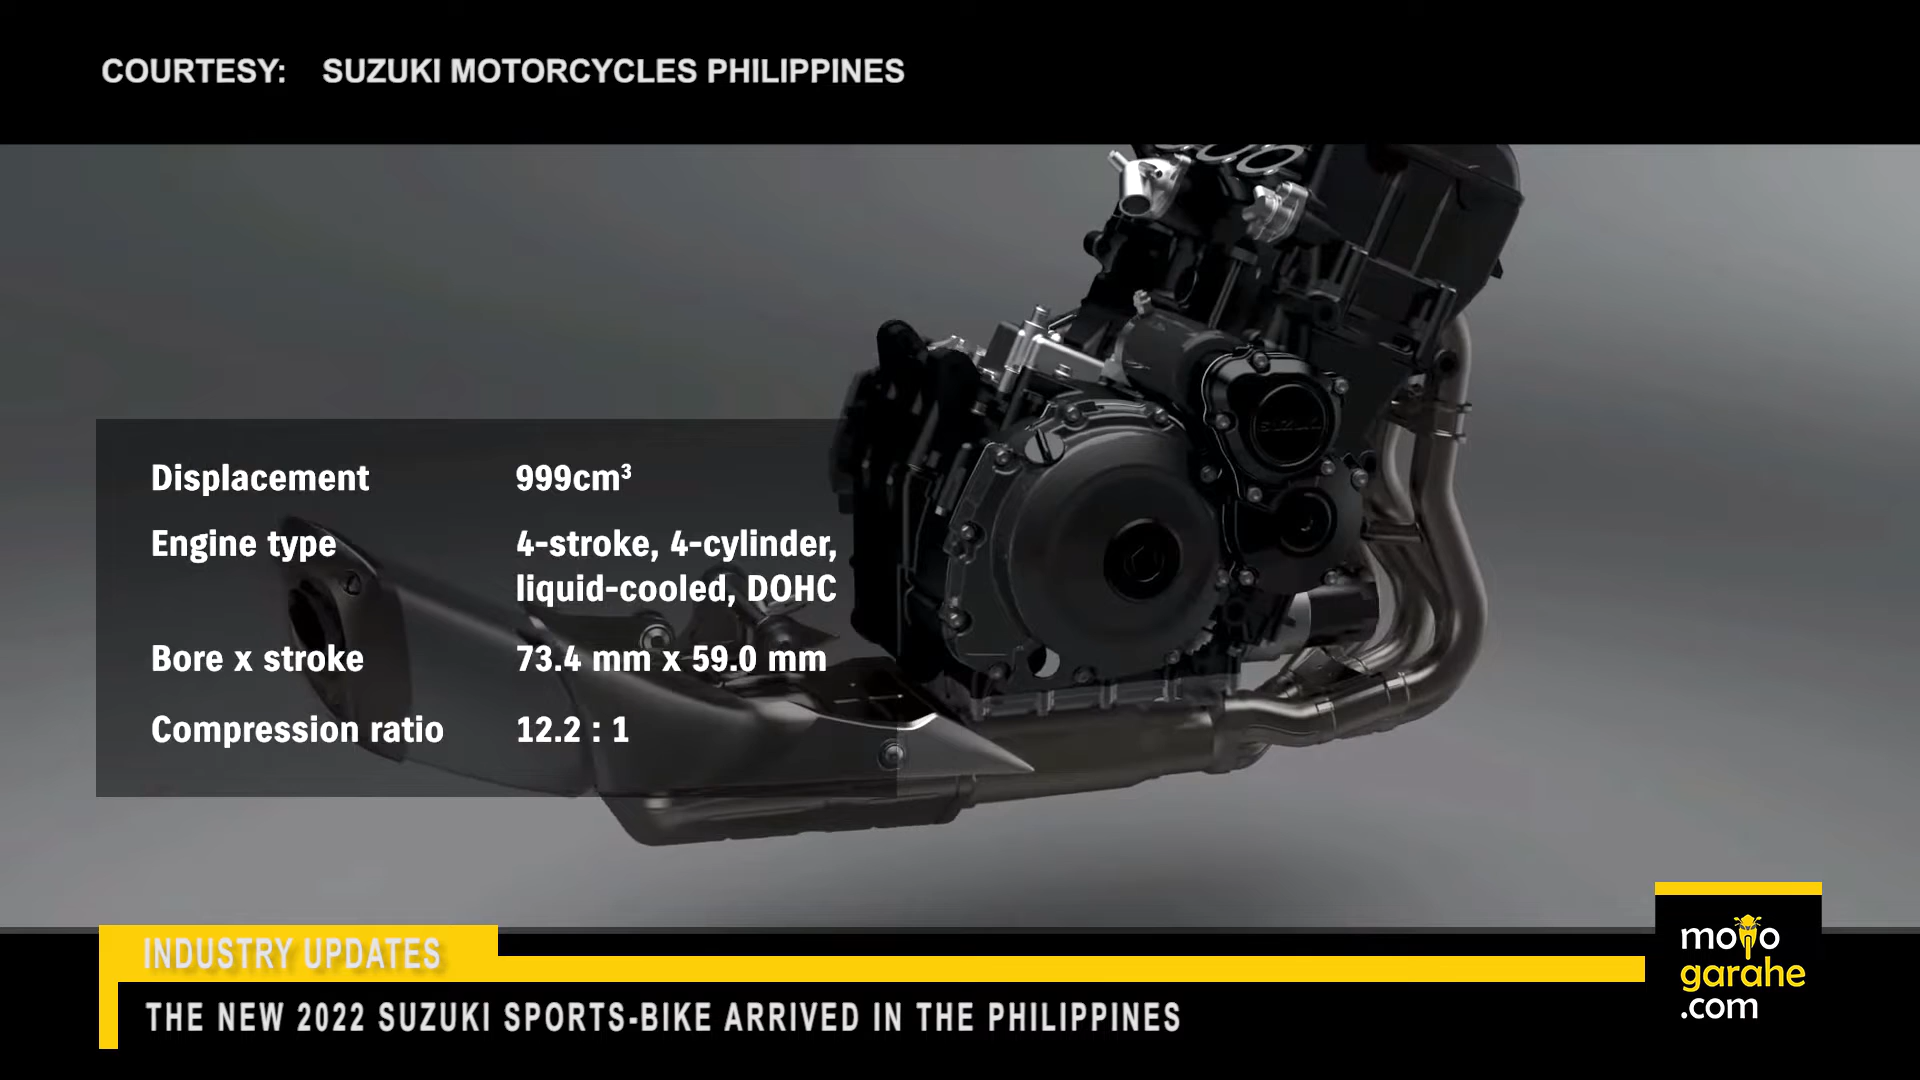 COURTESY: SUZUKI MOTORCYCLES PHILIPPINES
SUZUKI
Displacement 999cm³
Engine type 4-stroke, 4-cylinder,
liquid-cooled, DOHC
Bore x stroke 73.4 mm x 59.0 mm
Compression ratio 12.2 : 1
INDUSTRY UPDATES
THE NEW 2022 SUZUKI SPORTS-BIKE ARRIVED IN THE PHILIPPINES
moto
garahe
.com